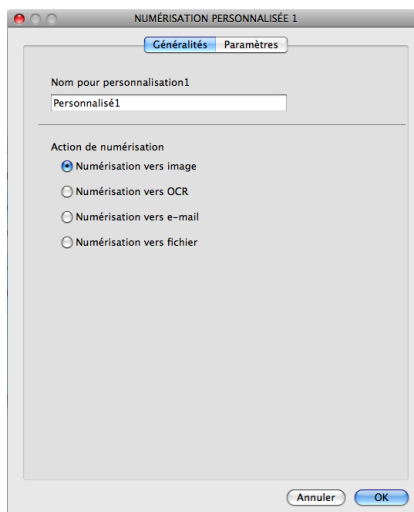 NUMÉRISATION PERSONNALISÉE 1
Généralités Paramètres
Nom pour personnalisation1
Personnalisé1
Action de numérisation
Numérisation vers image
Numérisation vers OCR
Numérisation vers e-mail
Numérisation vers fichier
Annuler OK